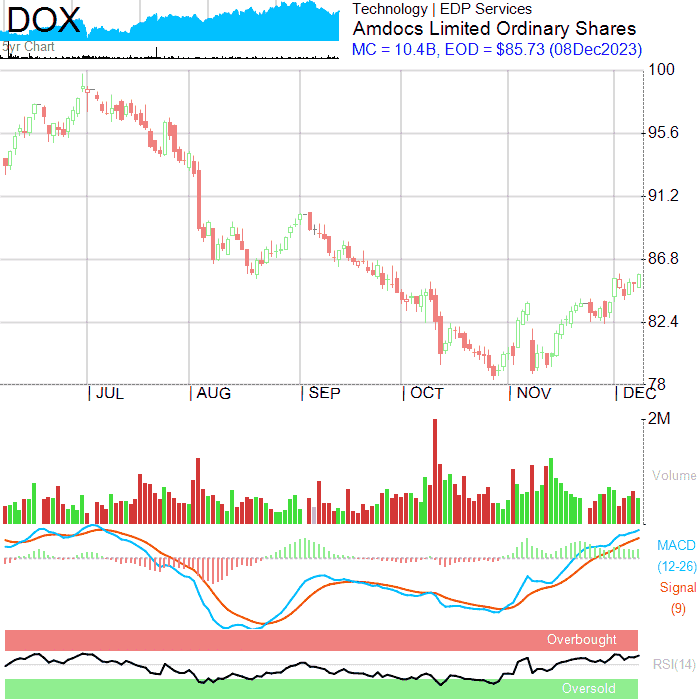 DOX
5yr Chart
Technology | EDP Services
Amdocs Limited Ordinary Shares
MC = 10.4B, EOD = $85.73 (08Dec2023)
100
95.6
91.2
86.8
82.4
78
JUL AUG SEP OCT NOV DEC
2M
Volume
MACD
(12-26)
Signal
(9)
Overbought
RSI(14)
Oversold